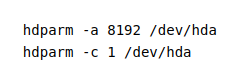 hdparm -a 8192 /dev/hda
hdparm -c 1 /dev/hda